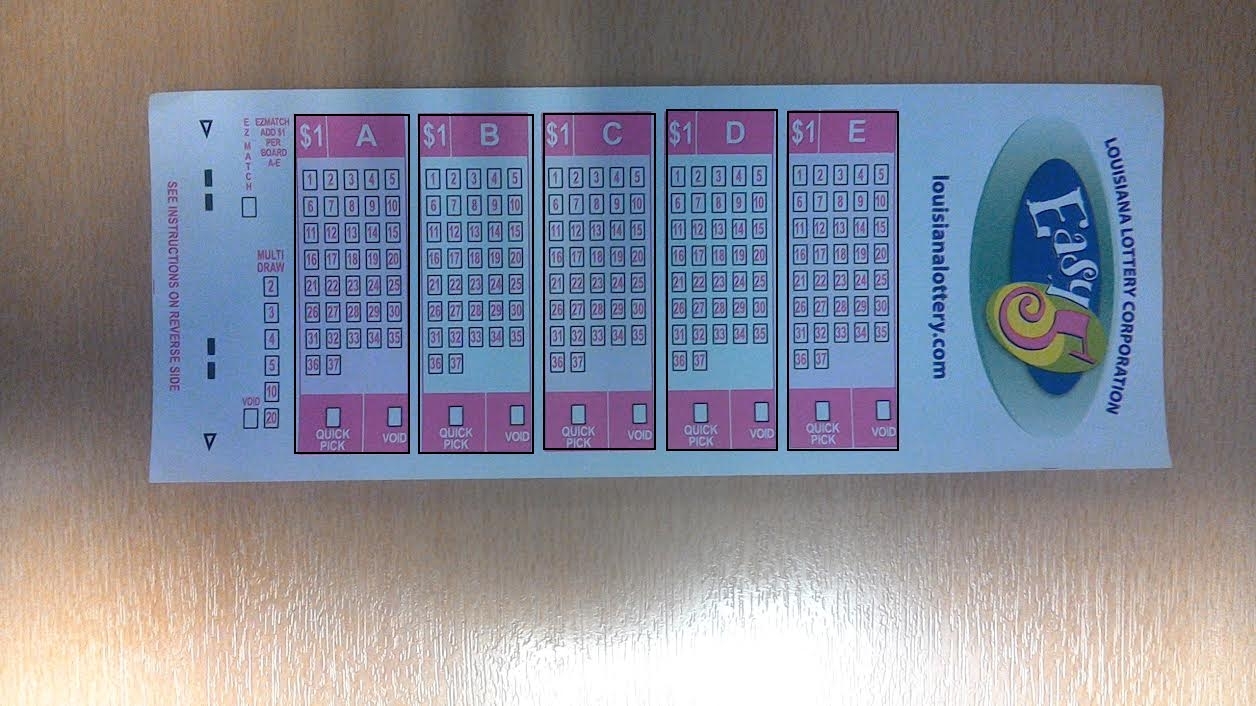 SEE INSTRUCTIONS ON REVERSE SIDE
EZ MATCH
EZMATCH
ADD $1
PER
BOARD
A-E
MULTI
DRAW
2
3
4
5
10
20
VOID
$1 A
1 2 3 4 5
6 7 8 9 10
11 12 13 14 15
16 17 18 19 20
21 22 23 24 25
26 27 28 29 30
31 32 33 34 35
36 37
QUICK PICK
VOID
$1 B
1 2 3 4 5
6 7 8 9 10
11 12 13 14 15
16 17 18 19 20
21 22 23 24 25
26 27 28 29 30
31 32 33 34 35
36 37
QUICK PICK
VOID
$1 C
1 2 3 4 5
6 7 8 9 10
11 12 13 14 15
16 17 18 19 20
21 22 23 24 25
26 27 28 29 30
31 32 33 34 35
36 37
QUICK PICK
VOID
$1 D
1 2 3 4 5
6 7 8 9 10
11 12 13 14 15
16 17 18 19 20
21 22 23 24 25
26 27 28 29 30
31 32 33 34 35
36 37
QUICK PICK
VOID
$1 E
1 2 3 4 5
6 7 8 9 10
11 12 13 14 15
16 17 18 19 20
21 22 23 24 25
26 27 28 29 30
31 32 33 34 35
36 37
QUICK PICK
VOID
louisianalottery.com
Easy 5
LOUISIANA LOTTERY CORPORATION